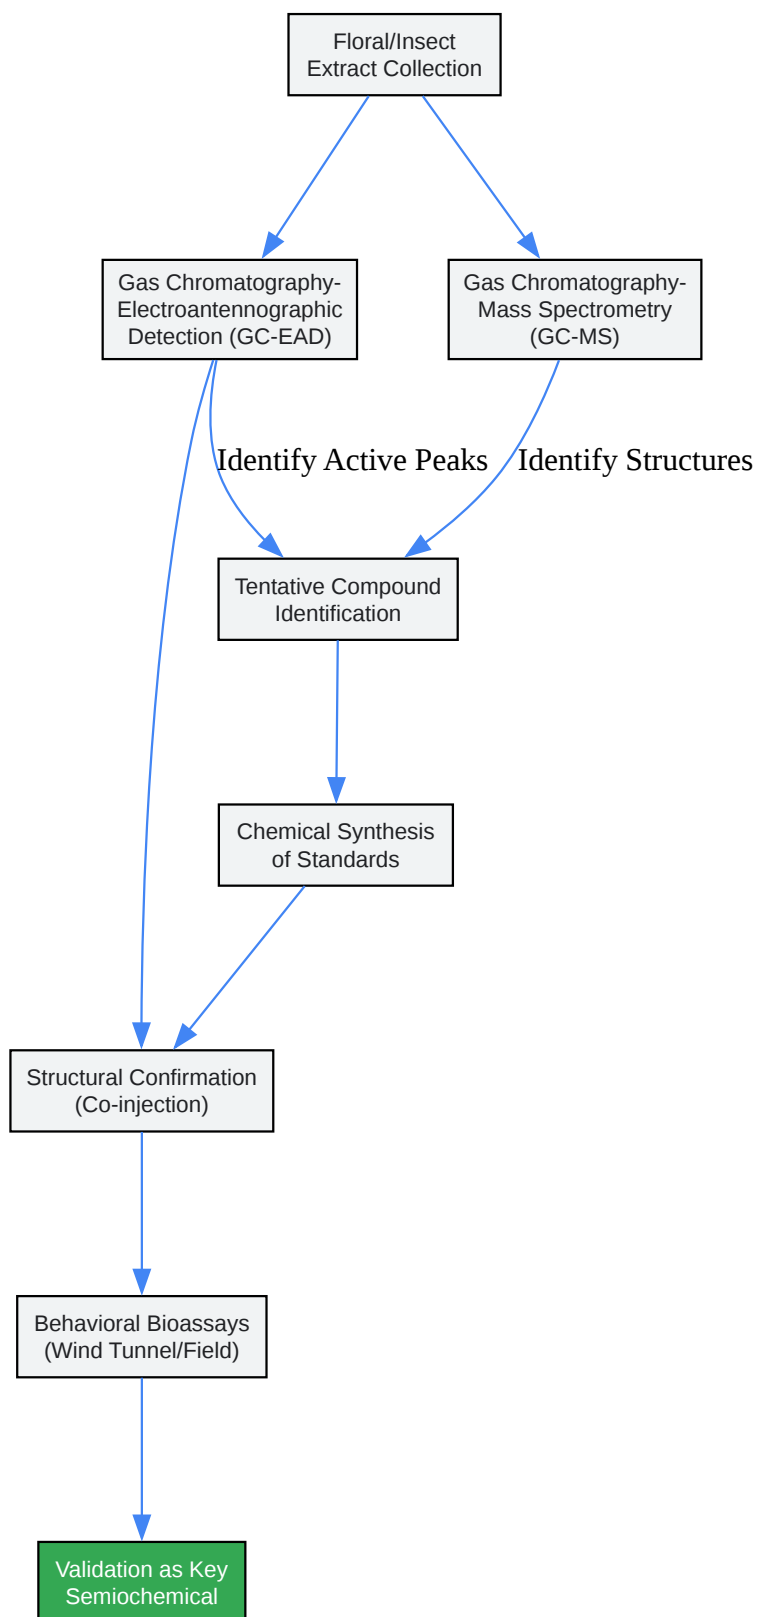 Floral/Insect
Extract Collection
Gas Chromatography-
Electroantennographic
Detection (GC-EAD)
Gas Chromatography-
Mass Spectrometry
(GC-MS)
Identify Active Peaks
Identify Structures
Tentative Compound
Identification
Chemical Synthesis
of Standards
Structural Confirmation
(Co-injection)
Behavioral Bioassays
(Wind Tunnel/Field)
Validation as Key
Semiochemical